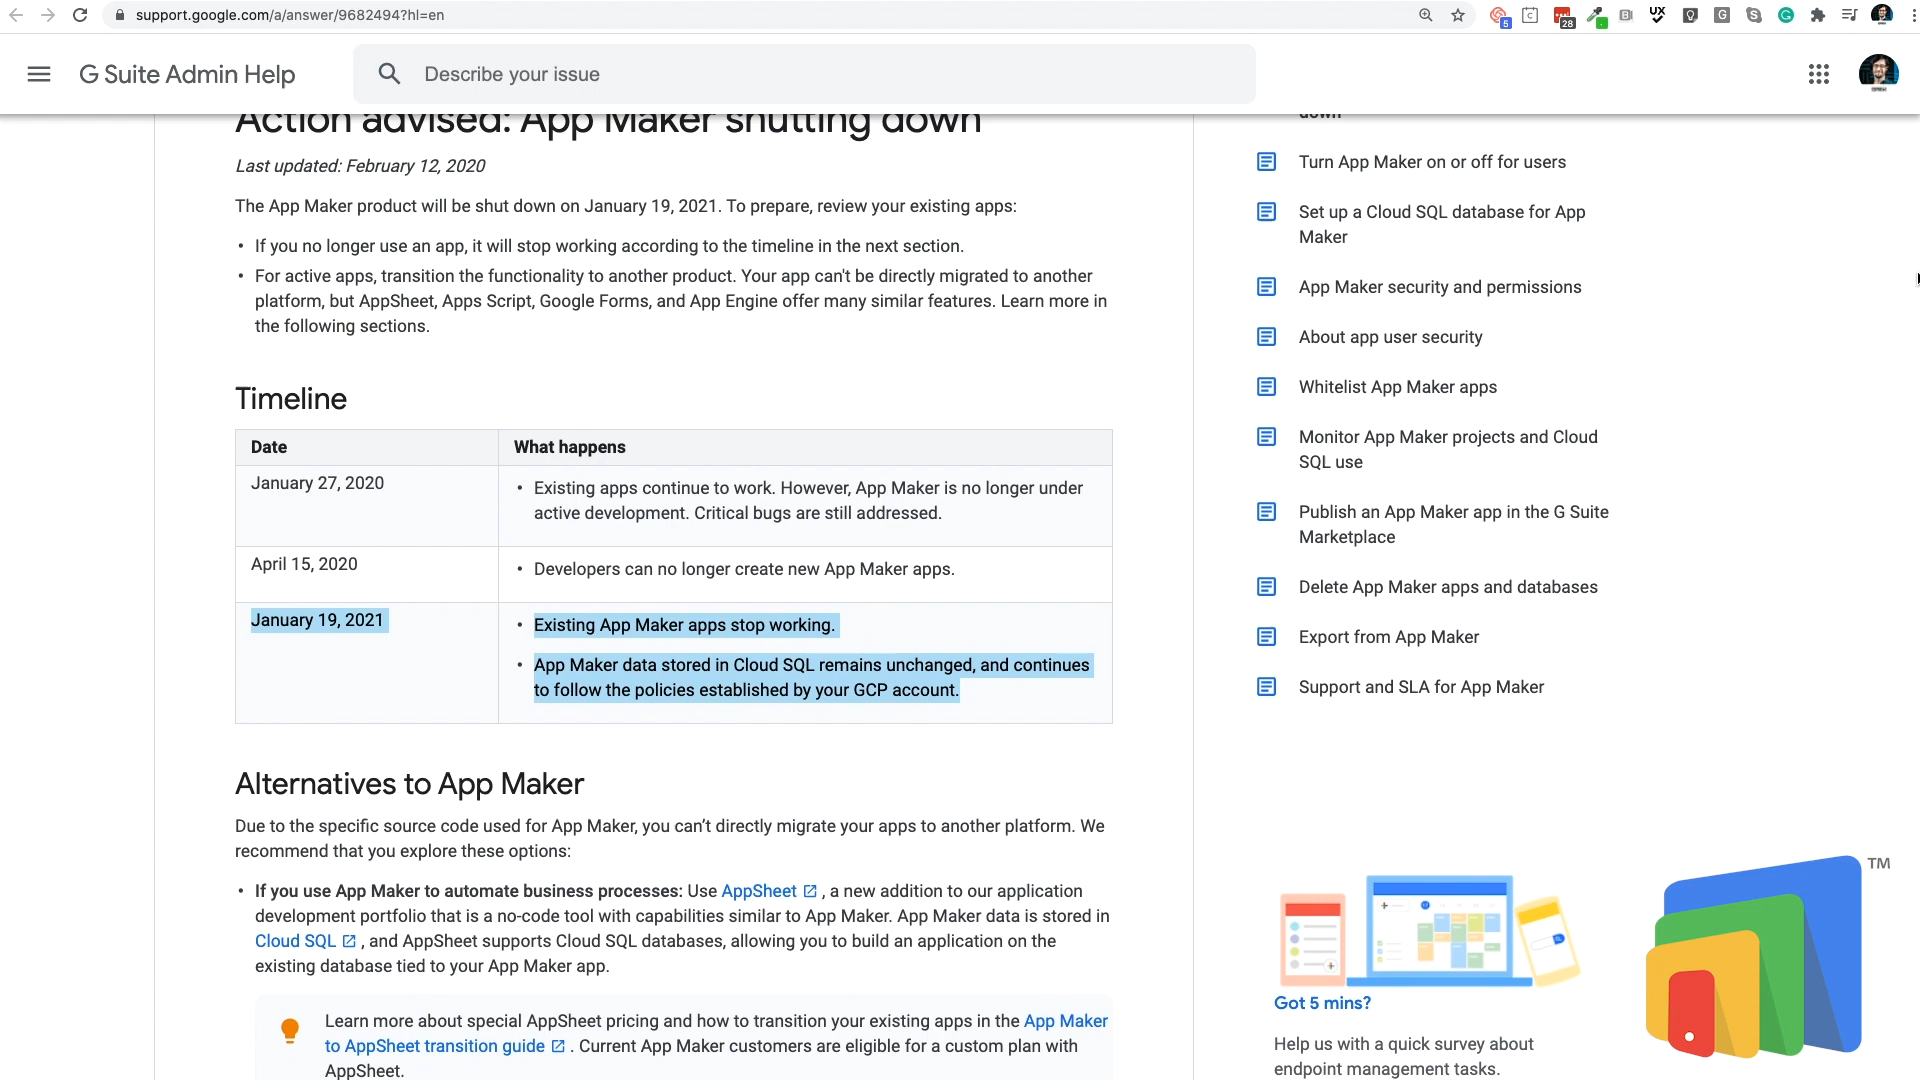 support.google.com/a/answer/9682494?hl=en
5
28
UX
G Suite Admin Help
Describe your issue
Action advised: App Maker shutting down
Last updated: February 12, 2020
The App Maker product will be shut down on January 19, 2021. To prepare, review your existing apps:
• If you no longer use an app, it will stop working according to the timeline in the next section.
• For active apps, transition the functionality to another product. Your app can't be directly migrated to another
platform, but AppSheet, Apps Script, Google Forms, and App Engine offer many similar features. Learn more in
the following sections.
Timeline
Date What happens
January 27, 2020
• Existing apps continue to work. However, App Maker is no longer under
active development. Critical bugs are still addressed.
April 15, 2020
• Developers can no longer create new App Maker apps.
January 19, 2021
• Existing App Maker apps stop working.
• App Maker data stored in Cloud SQL remains unchanged, and continues
to follow the policies established by your GCP account.
Alternatives to App Maker
Due to the specific source code used for App Maker, you can’t directly migrate your apps to another platform. We
recommend that you explore these options:
• If you use App Maker to automate business processes: Use AppSheet , a new addition to our application
development portfolio that is a no-code tool with capabilities similar to App Maker. App Maker data is stored in
Cloud SQL , and AppSheet supports Cloud SQL databases, allowing you to build an application on the
existing database tied to your App Maker app.
Learn more about special AppSheet pricing and how to transition your existing apps in the App Maker
to AppSheet transition guide . Current App Maker customers are eligible for a custom plan with
AppSheet.
down
Turn App Maker on or off for users
Set up a Cloud SQL database for App
Maker
App Maker security and permissions
About app user security
Whitelist App Maker apps
Monitor App Maker projects and Cloud
SQL use
Publish an App Maker app in the G Suite
Marketplace
Delete App Maker apps and databases
Export from App Maker
Support and SLA for App Maker
Got 5 mins?
Help us with a quick survey about
endpoint management tasks.
TM